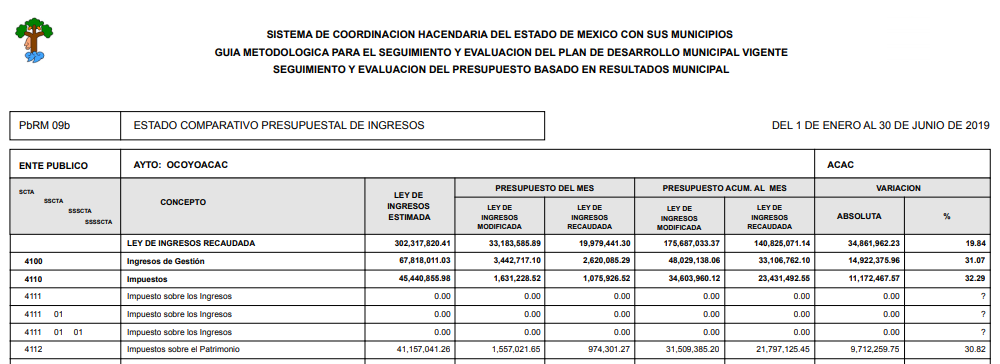 SISTEMA DE COORDINACION HACENDARIA DEL ESTADO DE MEXICO CON SUS MUNICIPIOS
GUIA METODOLOGICA PARA EL SEGUIMIENTO Y EVALUACION DEL PLAN DE DESARROLLO MUNICIPAL VIGENTE
SEGUIMIENTO Y EVALUACION DEL PRESUPUESTO BASADO EN RESULTADOS MUNICIPAL
PbRM 09b ESTADO COMPARATIVO PRESUPUESTAL DE INGRESOS DEL 1 DE ENERO AL 30 DE JUNIO DE 2019
ENTE PUBLICO AYTO: OCOYOACAC ACAC
SCTA
SSCTA
SSSCTA
SSSSCTA
CONCEPTO
LEY DE
INGRESOS
ESTIMADA
PRESUPUESTO DEL MES
LEY DE
INGRESOS
MODIFICADA
LEY DE
INGRESOS
RECAUDADA
PRESUPUESTO ACUM. AL MES
LEY DE
INGRESOS
MODIFICADA
LEY DE
INGRESOS
RECAUDADA
VARIACION
ABSOLUTA %
LEY DE INGRESOS RECAUDADA 302,317,820.41 33,183,585.89 19,979,441.30 175,687,033.37 140,825,071.14 34,861,962.23 19.84
4100 Ingresos de Gestión 67,818,011.03 3,442,717.10 2,620,085.29 48,029,138.06 33,106,762.10 14,922,375.96 31.07
4110 Impuestos 45,440,855.98 1,631,228.52 1,075,926.52 34,603,960.12 23,431,492.55 11,172,467.57 32.29
4111 Impuesto sobre los Ingresos 0.00 0.00 0.00 0.00 0.00 0.00 ?
4111 01 Impuesto sobre los Ingresos 0.00 0.00 0.00 0.00 0.00 0.00 ?
4111 01 01 Impuesto sobre los Ingresos 0.00 0.00 0.00 0.00 0.00 0.00 ?
4112 Impuestos sobre el Patrimonio 41,157,041.26 1,557,021.65 974,301.27 31,509,385.20 21,797,125.45 9,712,259.75 30.82